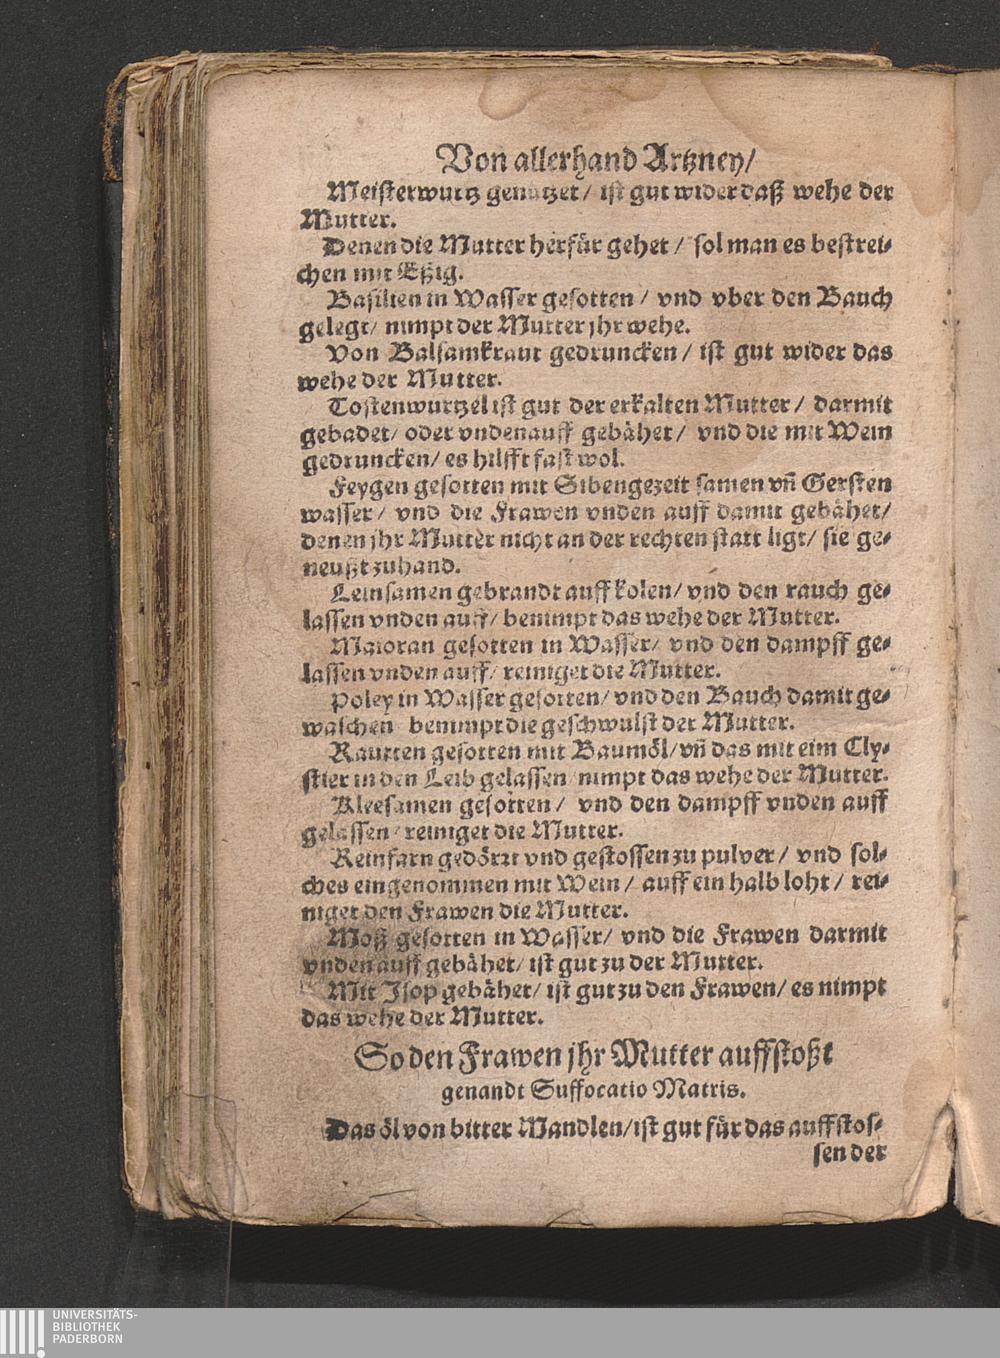 Von allerhand Artzney/
Meisterwurtz genützet/ ist gut wider daß wehe der
Mutter.
Denen die Mutter herfür gehet/ sol man es bestrei-
chen mit Eßig.
Basilien in Wasser gesotten/ vnd vber den Bauch
gelegt/ nimpt der Mutter jhr wehe.
Von Balsamkraut gedruncken/ ist gut wider das
wehe der Mutter.
Tostenwurtzel ist gut der erkalten Mutter/ darmit
gebadet/ oder vnden auff gebähet/ vnd die mit Wein
gedruncken/ es hilfft fast wol.
Feygen gesotten mit Sibengezeit samen vñ Gersten
wasser/ vnd die Frawen vnden auff damit gebähet/
denen jhr Mutter nicht an der rechten statt ligt/ sie ge-
neußt zuhand.
Leinsamen gebrandt auff kolen/ vnd den rauch ge-
lassen vnden auff/ benimpt das wehe der Mutter.
Maioran gesotten in Wasser/ vnd den dampff ge-
lassen vnden auff/ reiniget die Mutter.
Poley in Wasser gesotten/ vnd den Bauch damit ge-
waschen benimpt die geschwulst der Mutter.
Rautten gesotten mit Baumöl/ vñ das mit eim Cly-
stier in den Leib gelassen/ nimpt das wehe der Mutter.
Kleesamen gesotten/ vnd den dampff vnden auff
gelassen/ reiniget die Mutter.
Reinfarn gedörrt vnd gestossen zu pulver/ vnd sol-
ches eingenommen mit Wein/ auff ein halb loht/ rei-
niget den Frawen die Mutter.
Moß gesotten in Wasser/ vnd die Frawen darmit
vnden auff gebähet/ ist gut zu der Mutter.
Mit Isop gebähet/ ist gut zu den Frawen/ es nimpt
das wehe der Mutter.
So den Frawen jhr Mutter auffstoßt
genandt Suffocatio Matris.
Das öl von bitter Mandlen/ ist gut für das auffstos-
sen der
UNIVERSITÄTS-
BIBLIOTHEK
PADERBORN